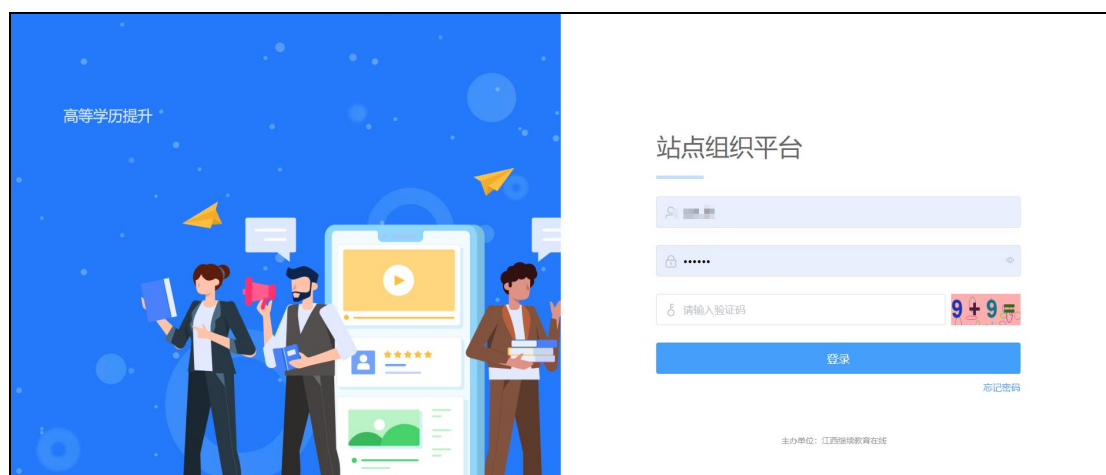 高等学历提升
站点组织平台
••••••
请输入验证码
9+9=
登录
忘记密码
主办单位：江西继续教育在线